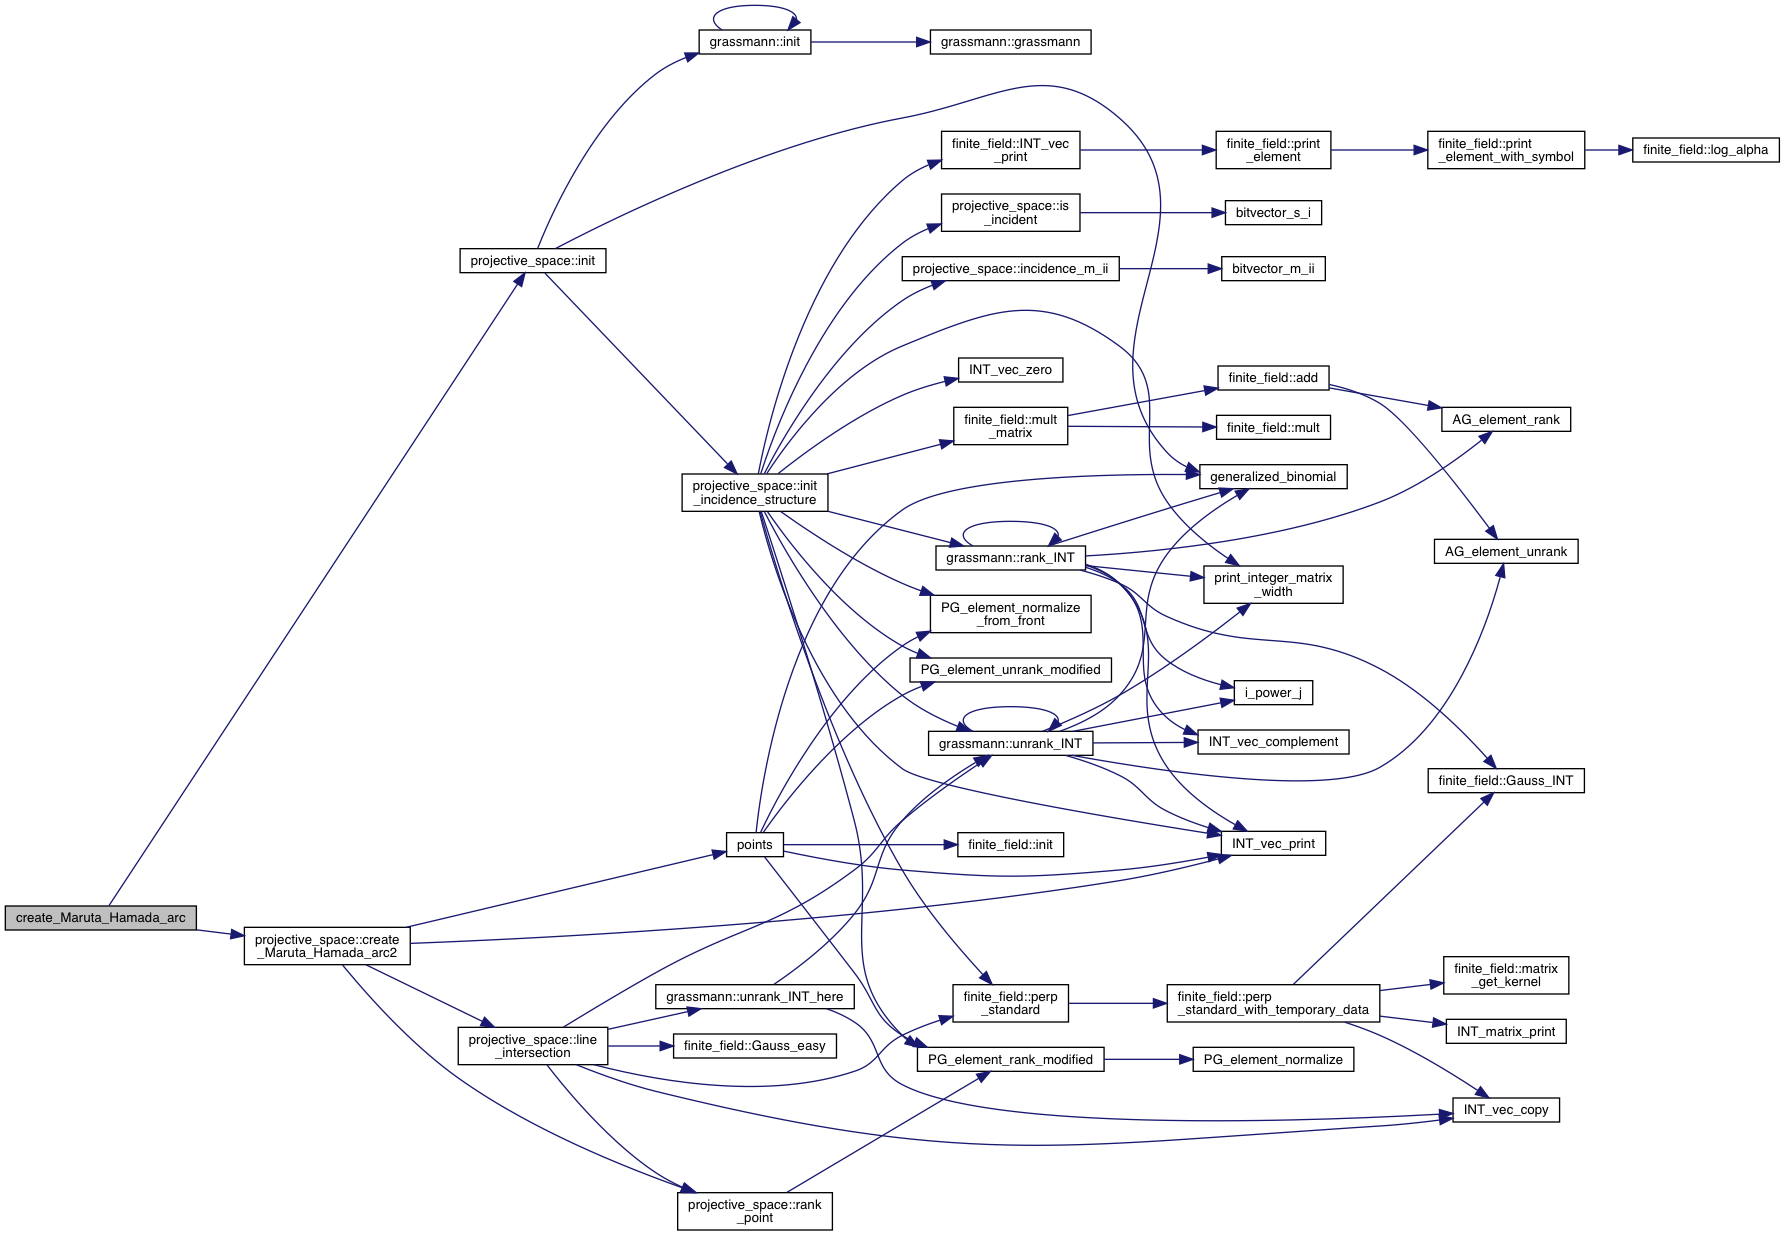 grassmann::init
grassmann::grassmann
finite_field::INT_vec
_print
finite_field::print
_element
finite_field::print
_element_with_symbol
finite_field::log_alpha
projective_space::is
_incident
bitvector_s_i
projective_space::init
projective_space::incidence_m_ii
bitvector_m_ii
INT_vec_zero
finite_field::add
finite_field::mult
_matrix
finite_field::mult
AG_element_rank
projective_space::init
_incidence_structure
generalized_binomial
grassmann::rank_INT
AG_element_unrank
print_integer_matrix
_width
PG_element_normalize
_from_front
PG_element_unrank_modified
i_power_j
grassmann::unrank_INT
INT_vec_complement
finite_field::Gauss_INT
points
finite_field::init
INT_vec_print
create_Maruta_Hamada_arc
projective_space::create
_Maruta_Hamada_arc2
grassmann::unrank_INT_here
finite_field::perp
_standard
finite_field::perp
_standard_with_temporary_data
finite_field::matrix
_get_kernel
INT_matrix_print
projective_space::line
_intersection
finite_field::Gauss_easy
PG_element_rank_modified
PG_element_normalize
INT_vec_copy
projective_space::rank
_point